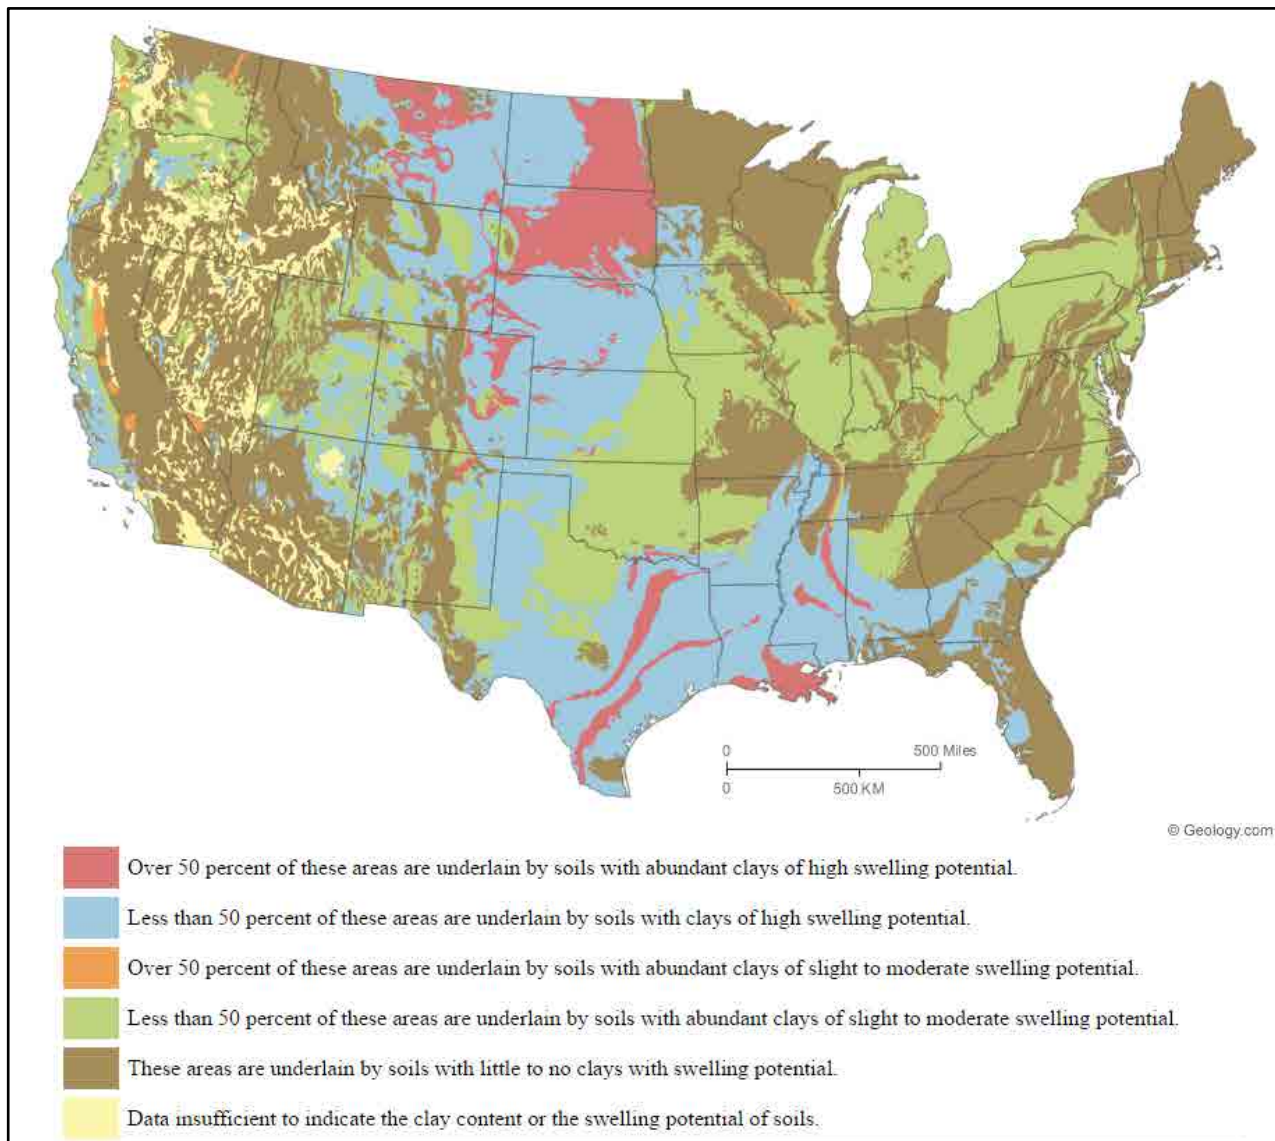 0
500 Miles
0
500 KM
© Geology.com
Over 50 percent of these areas are underlain by soils with abundant clays of high swelling potential.
Less than 50 percent of these areas are underlain by soils with clays of high swelling potential.
Over 50 percent of these areas are underlain by soils with abundant clays of slight to moderate swelling potential.
Less than 50 percent of these areas are underlain by soils with abundant clays of slight to moderate swelling potential.
These areas are underlain by soils with little to no clays with swelling potential.
Data insufficient to indicate the clay content or the swelling potential of soils.